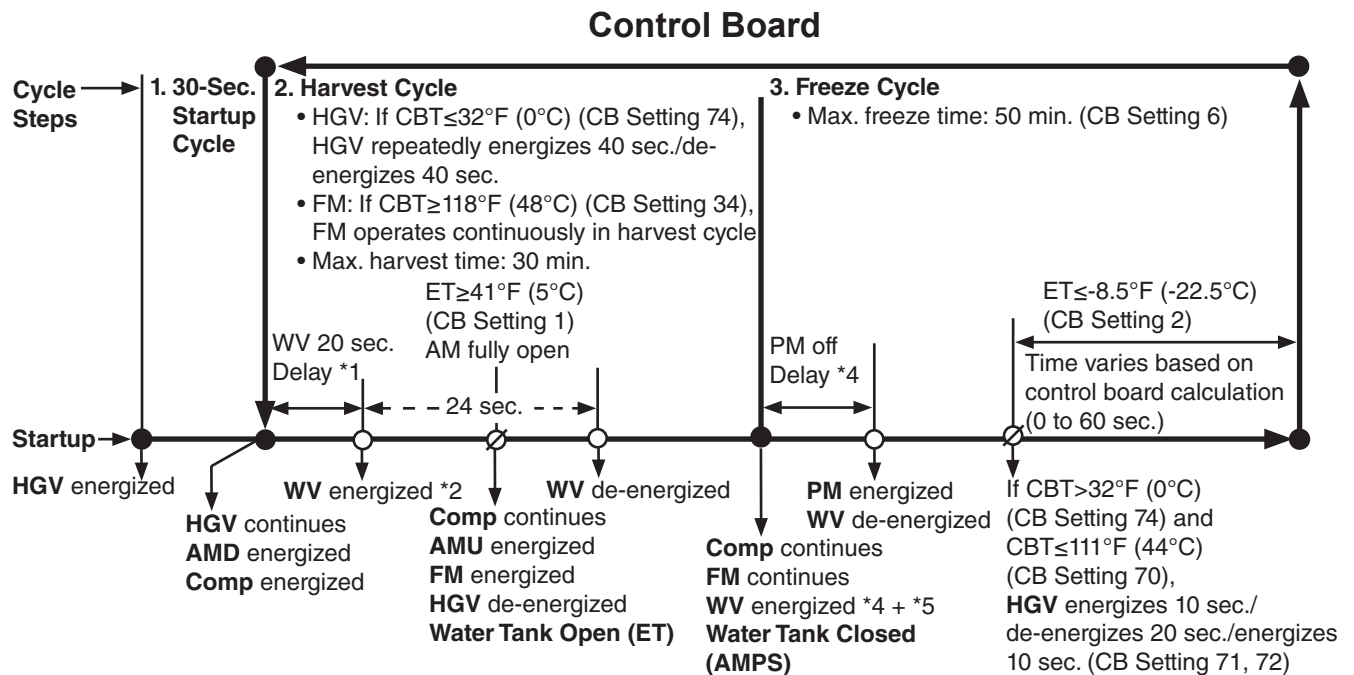 Control Board
Cycle
Steps
1. 30-Sec.
Startup
Cycle
2. Harvest Cycle
• HGV: If CBT≤32°F (0°C) (CB Setting 74),
HGV repeatedly energizes 40 sec./de-
energizes 40 sec.
• FM: If CBT≥118°F (48°C) (CB Setting 34),
FM operates continuously in harvest cycle
• Max. harvest time: 30 min.
ET≥41°F (5°C)
(CB Setting 1)
AM fully open
WV 20 sec.
Delay *1
24 sec.
3. Freeze Cycle
• Max. freeze time: 50 min. (CB Setting 6)
PM off
Delay *4
ET≤-8.5°F (-22.5°C)
(CB Setting 2)
Time varies based on
control board calculation
(0 to 60 sec.)
Startup
HGV energized
HGV continues
AMD energized
Comp energized
WV energized *2
Comp continues
AMU energized
FM energized
HGV de-energized
Water Tank Open (ET)
WV de-energized
Comp continues
FM continues
WV energized *4 + *5
Water Tank Closed
(AMPS)
PM energized
WV de-energized
If CBT>32°F (0°C)
(CB Setting 74) and
CBT≤111°F (44°C)
(CB Setting 70),
HGV energizes 10 sec./
de-energizes 20 sec./energizes
10 sec. (CB Setting 71, 72)